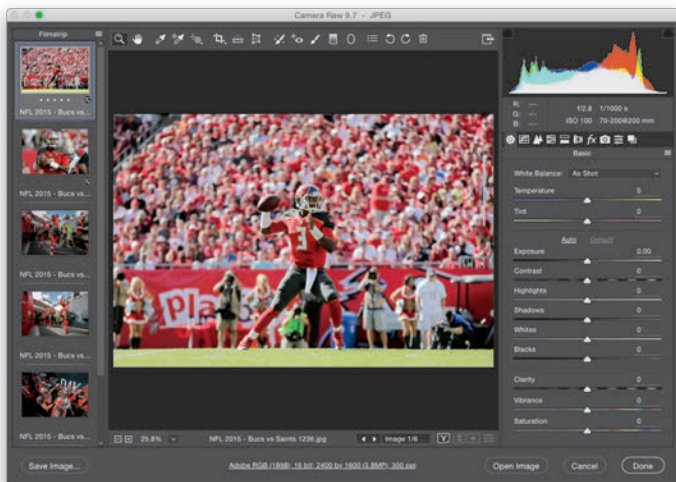 Camera Raw 9.7 - JPEG
Filmstrip
NFL 2015 - Bucs vs...
NFL 2015 - Bucs vs...
NFL 2015 - Bucs vs...
NFL 2015 - Bucs vs...
NFL 2015 - Bucs vs...
3
25.8%
NFL 2015 - Bucs vs Saints 1236.jpg
Image 1/6
Y
R: ---
G: ---
B: ---
f/2.8 1/1000 s
ISO 100 70-200@200 mm
fx
Basic
White Balance: As Shot
Temperature 0
Tint 0
Auto Default
Exposure 0.00
Contrast 0
Highlights 0
Shadows 0
Whites 0
Blacks 0
Clarity 0
Vibrance 0
Saturation 0
Save Image...
Adobe RGB (1998); 16 bit; 2400 by 1600 (3.8MP); 300 ppi
Open Image
Cancel
Done